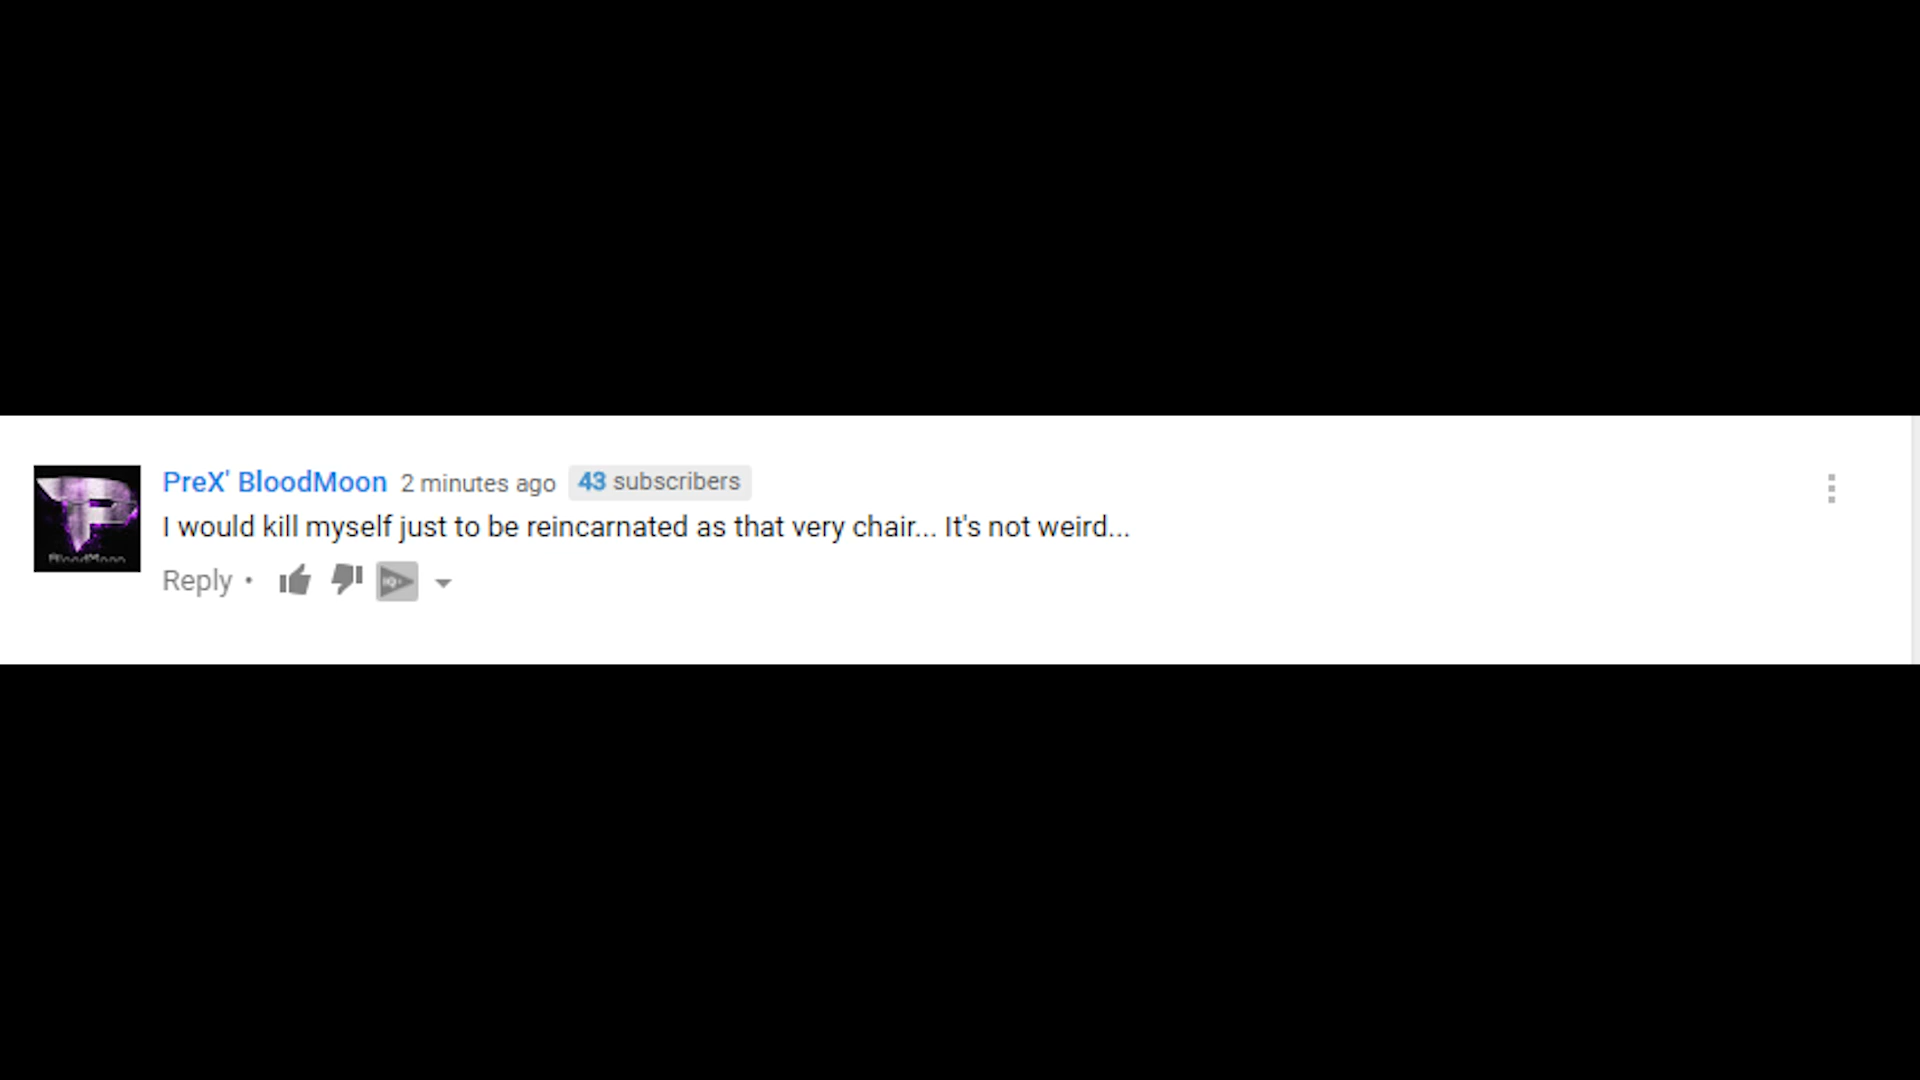 PreX' BloodMoon 2 minutes ago 43 subscribers
I would kill myself just to be reincarnated as that very chair... It's not weird...
Reply •
BloodMoon